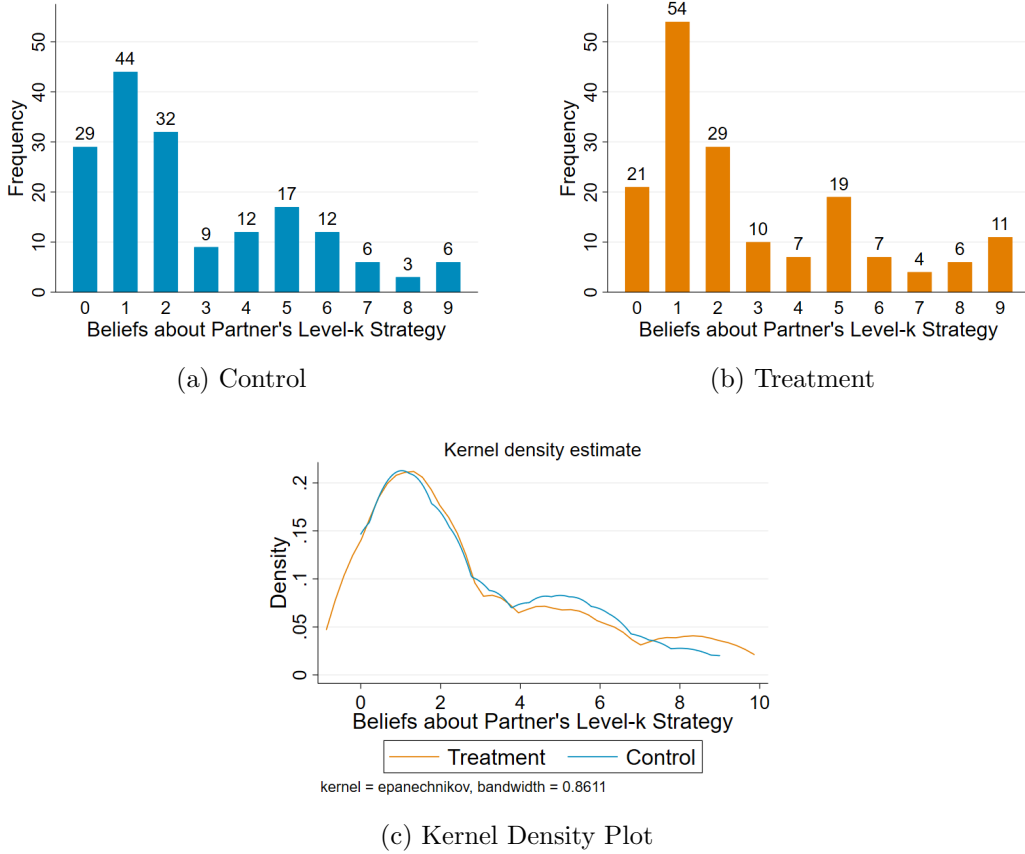 Frequency
0
10
20
30
40
50
29
44
32
9
12
17
12
6
3
6
0 1 2 3 4 5 6 7 8 9
Beliefs about Partner's Level-k Strategy
(a) Control
Frequency
0
10
20
30
40
50
21
54
29
10
7
19
7
4
6
11
0 1 2 3 4 5 6 7 8 9
Beliefs about Partner's Level-k Strategy
(b) Treatment
Kernel density estimate
Density
0
.05
.1
.15
.2
0 2 4 6 8 10
Beliefs about Partner's Level-k Strategy
Treatment Control
kernel = epanechnikov, bandwidth = 0.8611
(c) Kernel Density Plot